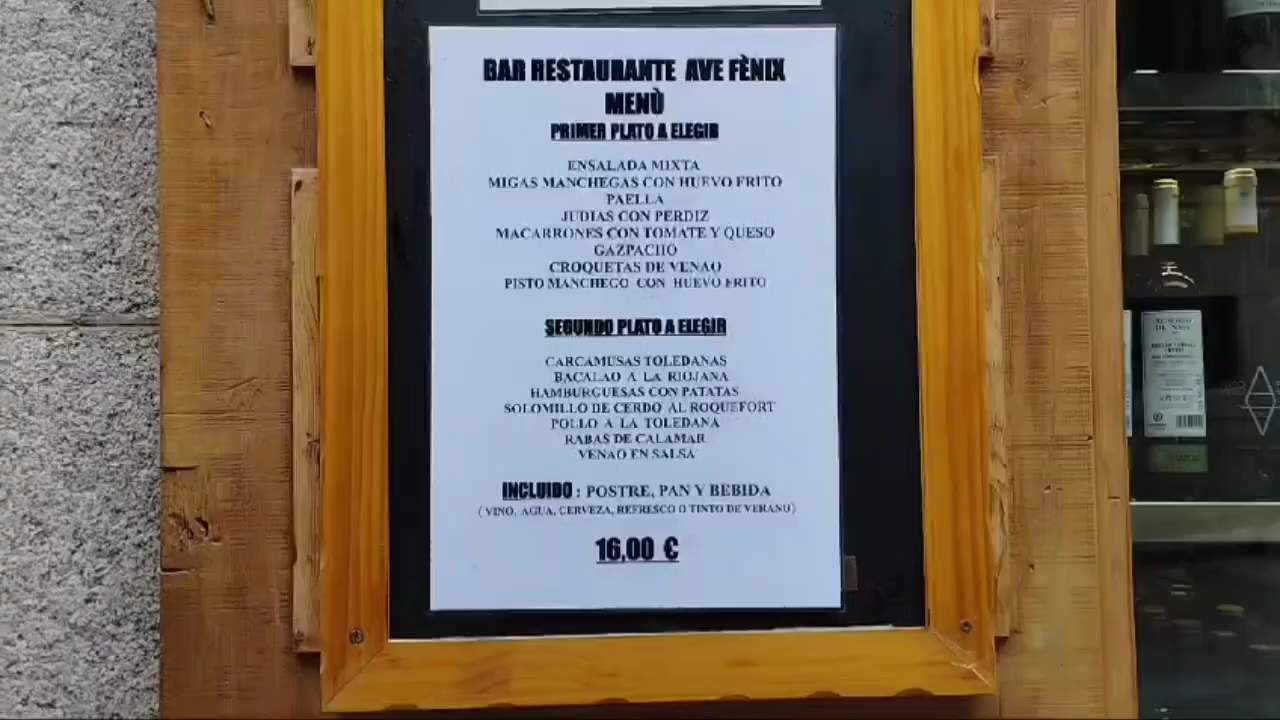 BAR RESTAURANTE AVE FÈNIX
MENÙ
PRIMER PLATO A ELEGIR
ENSALADA MIXTA
MIGAS MANCHEGAS CON HUEVO FRITO
PAELLA
JUDIAS CON PERDIZ
MACARRONES CON TOMATE Y QUESO
GAZPACHO
CROQUETAS DE VENAO
PISTO MANCHEGO CON HUEVO FRITO
SEGUNDO PLATO A ELEGIR
CARCAMUSAS TOLEDANAS
BACALAO A LA RIOJANA
HAMBURGUESAS CON PATATAS
SOLOMILLO DE CERDO AL ROQUEFORT
POLLO A LA TOLEDANA
RABAS DE CALAMAR
VENAO EN SALSA
INCLUIDO : POSTRE, PAN Y BEBIDA
( VINO, AGUA, CERVEZA, REFRESCO O TINTO DE VERANO)
16,00 €